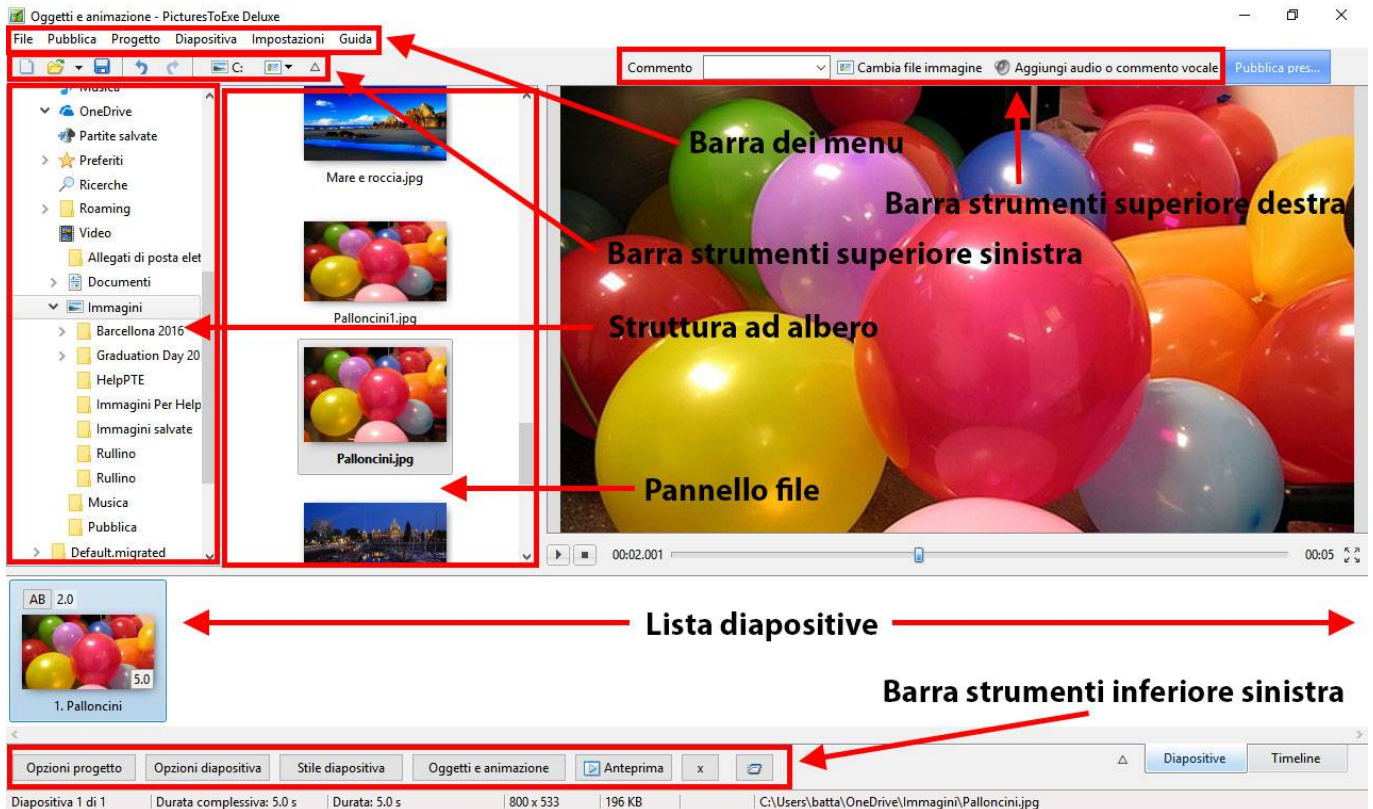 Oggetti e animazione - PicturesToExe Deluxe
File Pubblica Progetto Diapositiva Impostazioni Guida
C:
Commento
Cambia file immagine
Aggiungi audio o commento vocale
Pubblica pres...
Musica
OneDrive
Partite salvate
Preferiti
Ricerche
Roaming
Video
Allegati di posta elet
Documenti
Immagini
Barcellona 2016
Graduation Day 20
HelpPTE
Immagini Per Help
Immagini salvate
Rullino
Rullino
Musica
Pubblica
Default.migrated
Mare e roccia.jpg
Palloncini1.jpg
Palloncini.jpg
Barra dei menu
Barra strumenti superiore destra
Barra strumenti superiore sinistra
Struttura ad albero
Pannello file
00:02.001
00:05
AB 2.0
5.0
1. Palloncini
Lista diapositive
Barra strumenti inferiore sinistra
Opzioni progetto
Opzioni diapositiva
Stile diapositiva
Oggetti e animazione
Anteprima
x
Diapositive
Timeline
Diapositiva 1 di 1
Durata complessiva: 5.0 s
Durata: 5.0 s
800 x 533
196 KB
C:\Users\batta\OneDrive\Immagini\Palloncini.jpg